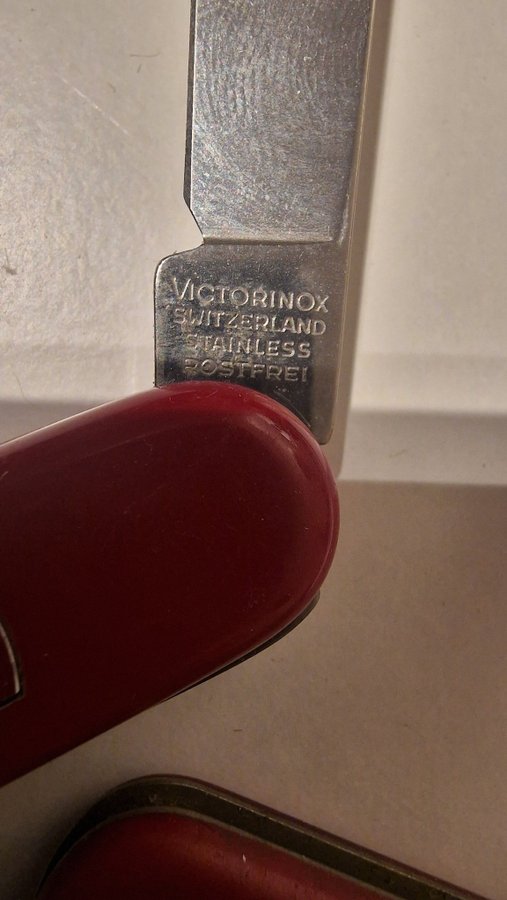 VICTORINOX
SWITZERLAND
STAINLESS
ROSTFREI